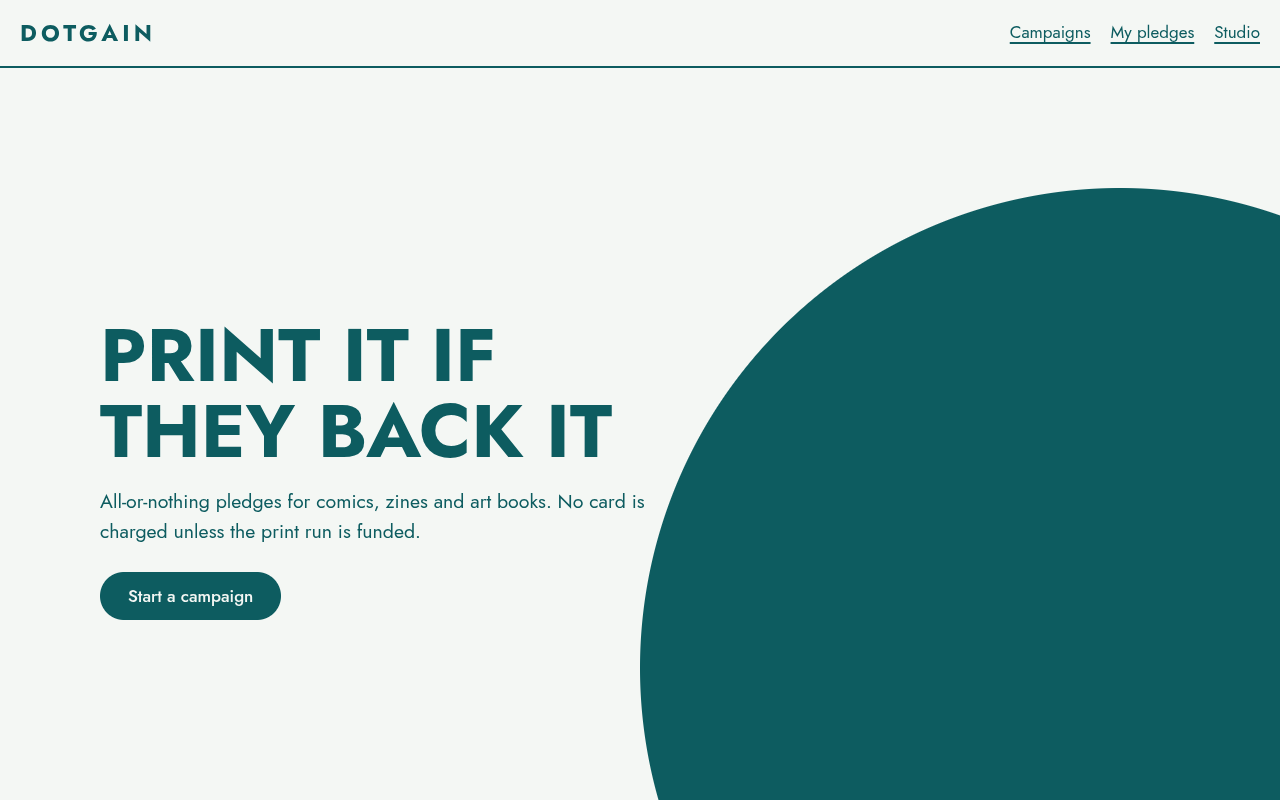 DOTGAIN
Campaigns My pledges Studio
PRINT IT IF
THEY BACK IT
All-or-nothing pledges for comics, zines and art books. No card is
charged unless the print run is funded.
Start a campaign